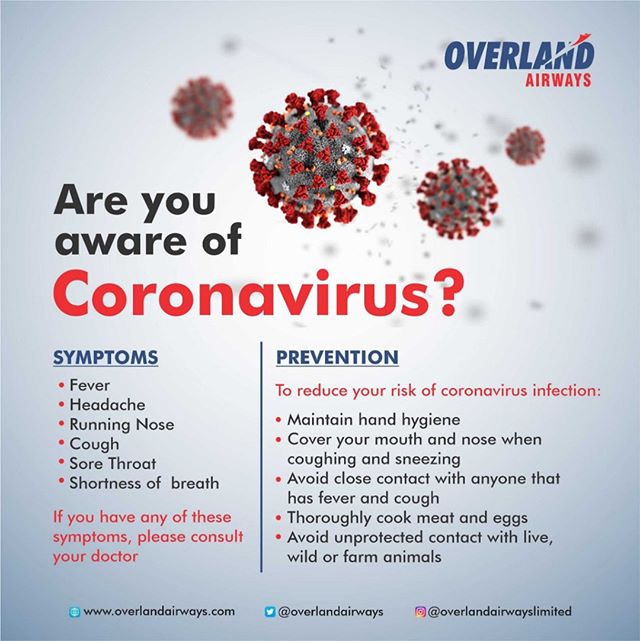 OVERLAND
AIRWAYS
Are you
aware of
Coronavirus?
SYMPTOMS
• Fever
• Headache
• Running Nose
• Cough
• Sore Throat
• Shortness of breath
If you have any of these
symptoms, please consult
your doctor
PREVENTION
To reduce your risk of coronavirus infection:
• Maintain hand hygiene
• Cover your mouth and nose when
coughing and sneezing
• Avoid close contact with anyone that
has fever and cough
• Thoroughly cook meat and eggs
• Avoid unprotected contact with live,
wild or farm animals
www.overlandairways.com @overlandairways @overlandairwayslimited